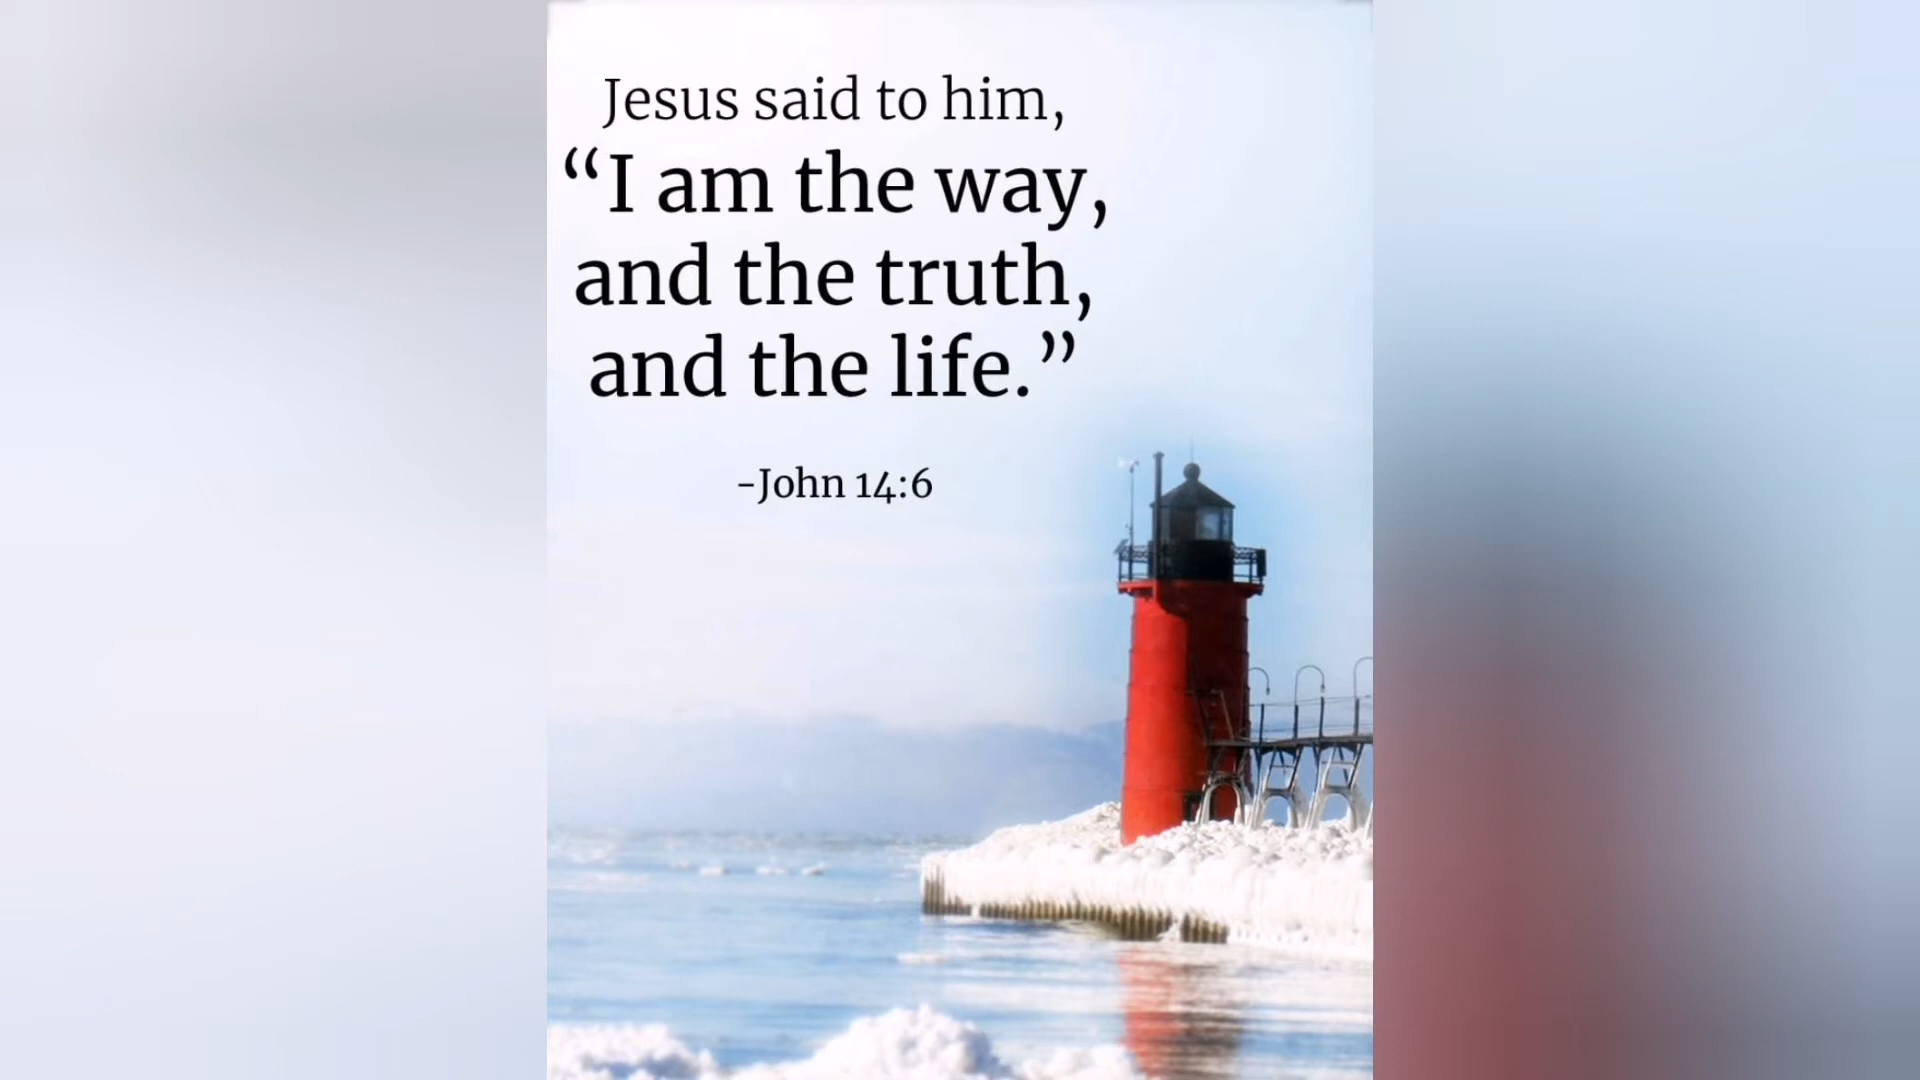 Jesus said to him,
“I am the way,
and the truth,
and the life.”
-John 14:6